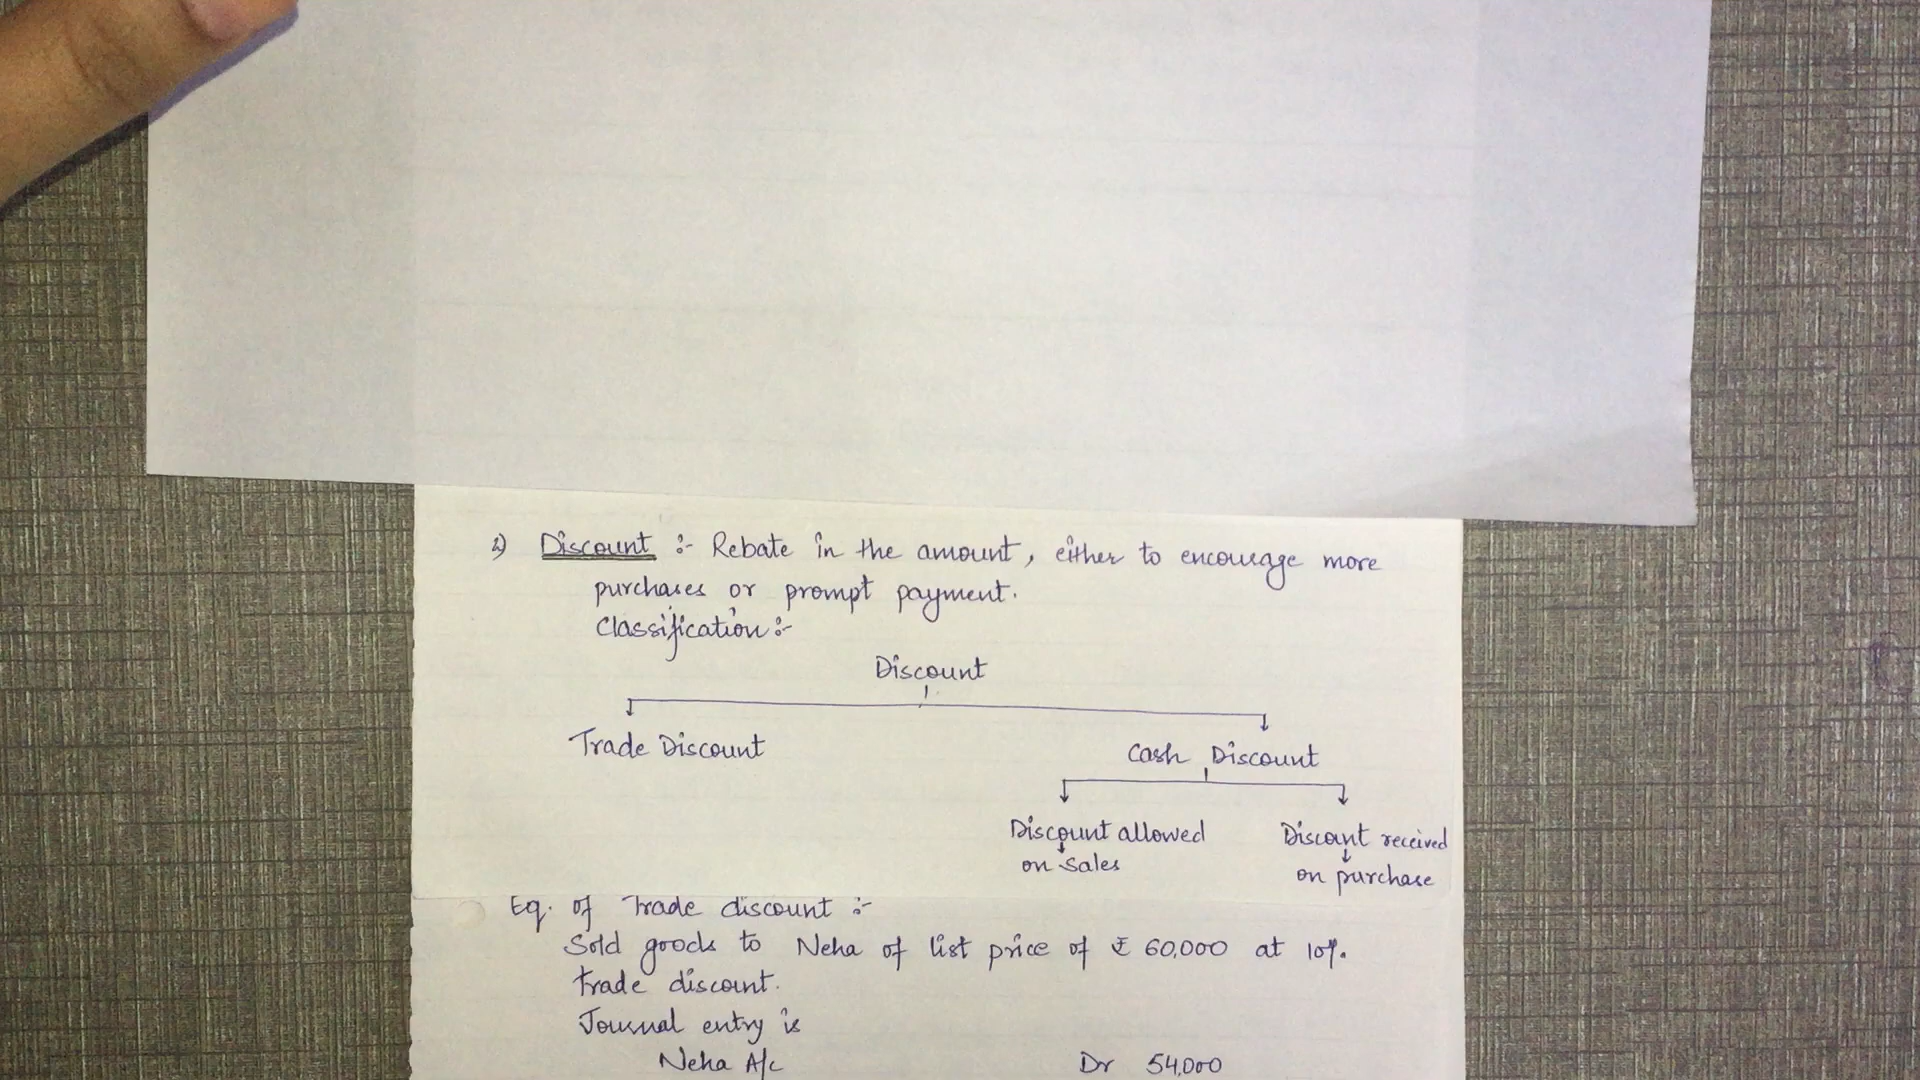 2) Discount :- Rebate in the amount, either to encourage more
purchases or prompt payment.
Classification :-
Discount
Trade Discount
Cash Discount
Discount allowed
Discount received
on sales
on purchase
Eg. of Trade discount :-
Sold goods to Neha of list price of ₹ 60,000 at 10%.
trade discount.
Journal entry is
Neha A/c Dr 54,000